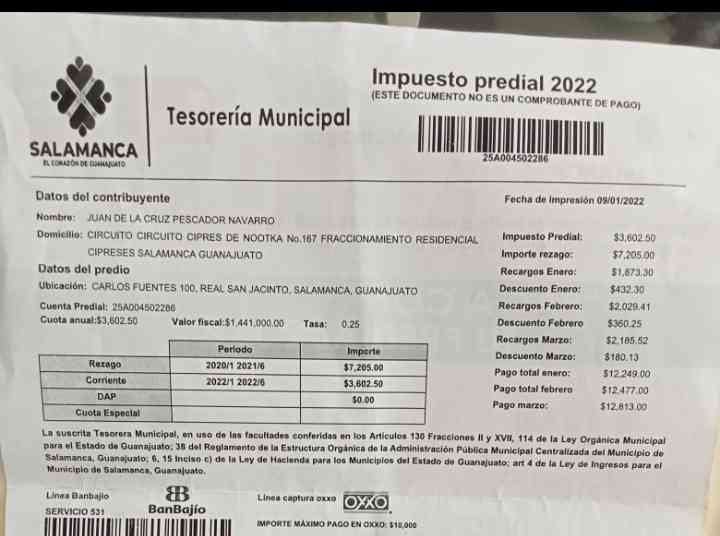 Impuesto predial 2022
(ESTE DOCUMENTO NO ES UN COMPROBANTE DE PAGO)
Tesorería Municipal
SALAMANCA
EL CORAZÓN DE GUANAJUATO
25A004502286
Datos del contribuyente
Fecha de Impresión 09/01/2022
Nombre: JUAN DE LA CRUZ PESCADOR NAVARRO
Domicilio: CIRCUITO CIRCUITO CIPRES DE NOOTKA No.167 FRACCIONAMIENTO RESIDENCIAL
CIPRESES SALAMANCA GUANAJUATO
Datos del predio
Ubicación: CARLOS FUENTES 100, REAL SAN JACINTO, SALAMANCA, GUANAJUATO
Cuenta Predial: 25A004502286
Cuota anual:$3,602.50 Valor fiscal:$1,441,000.00 Tasa: 0.25
Impuesto Predial: $3,602.50
Importe rezago: $7,205.00
Recargos Enero: $1,873.30
Descuento Enero: $432.30
Recargos Febrero: $2,029.41
Descuento Febrero $360.25
Recargos Marzo: $2,185.52
Descuento Marzo: $180.13
Pago total enero: $12,249.00
Pago total febrero $12,477.00
Pago marzo: $12,813.00
Periodo Importe
Rezago 2020/1 2021/6 $7,205.00
Corriente 2022/1 2022/6 $3,602.50
DAP $0.00
Cuota Especial
La suscrita Tesorera Municipal, en uso de las facultades conferidas en los Artículos 130 Fracciones II y XVII, 114 de la Ley Orgánica Municipal
para el Estado de Guanajuato; 38 del Reglamento de la Estructura Orgánica de la Administración Pública Municipal Centralizada del Municipio de
Salamanca, Guanajuato; 6, 15 Inciso c) de la Ley de Hacienda para los Municipios del Estado de Guanajuato; art 4 de la Ley de Ingresos para el
Municipio de Salamanca, Guanajuato.
Línea Banbajío
SERVICIO 531
BanBajío
Línea captura oxxo OXXO
IMPORTE MÁXIMO PAGO EN OXXO: $10,000